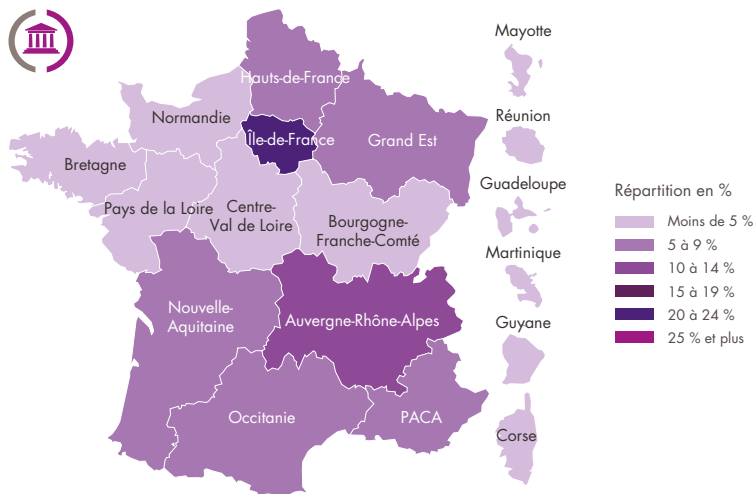 Mayotte
Hauts-de-France
Normandie
Réunion
Île-de-France
Grand Est
Bretagne
Guadeloupe
Pays de la Loire
Centre-
Val de Loire
Bourgogne-
Franche-Comté
Martinique
Nouvelle-
Aquitaine
Auvergne-Rhône-Alpes
Guyane
Occitanie
PACA
Corse
Répartition en %
Moins de 5 %
5 à 9 %
10 à 14 %
15 à 19 %
20 à 24 %
25 % et plus